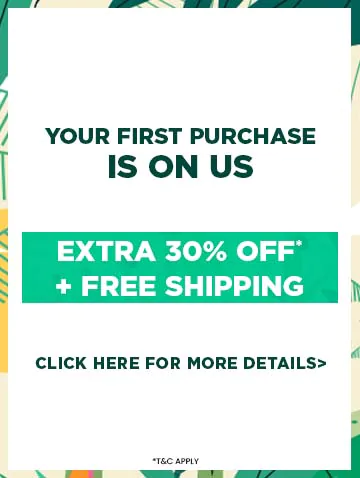 YOUR FIRST PURCHASE
IS ON US
EXTRA 30% OFF*
+ FREE SHIPPING
CLICK HERE FOR MORE DETAILS>
*T&C APPLY